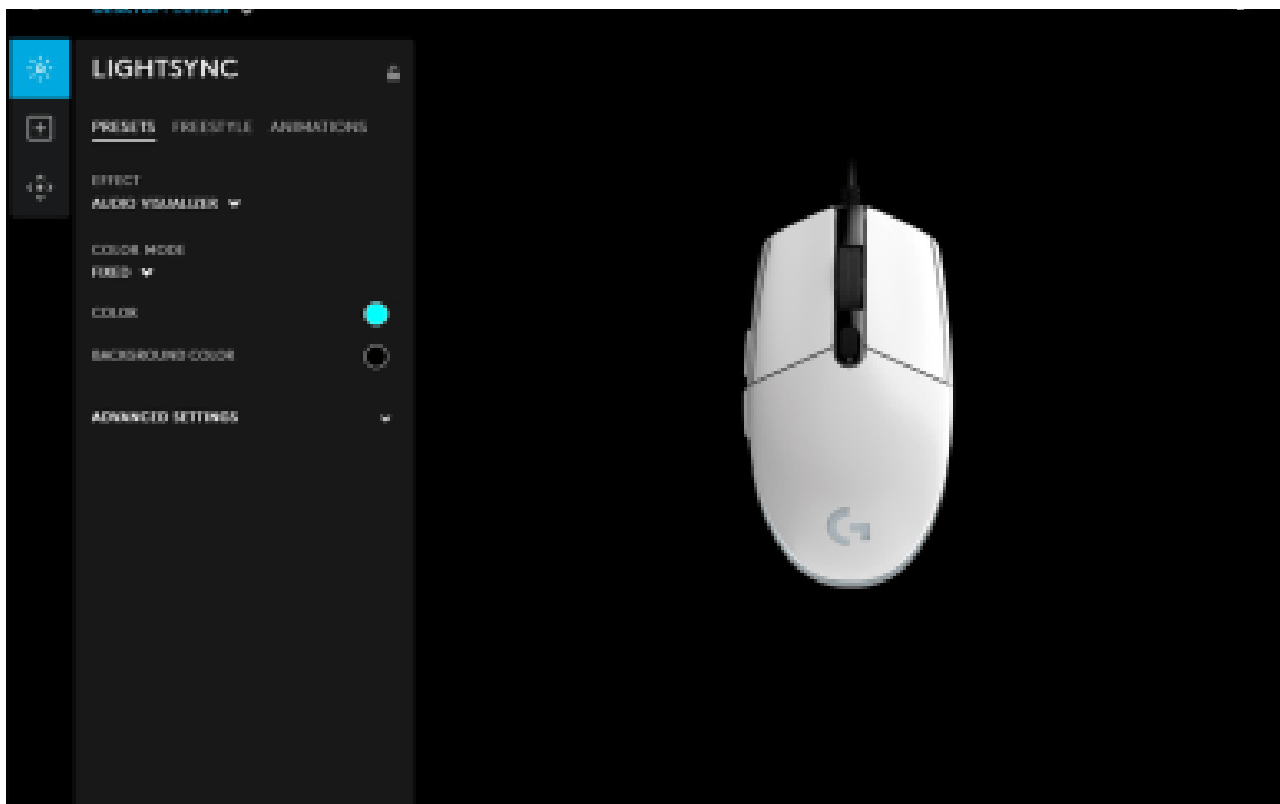 LIGHTSYNC
PRESETS FREESTYLE ANIMATIONS
EFFECT
AUDIO VISUALIZER
COLOR MODE
FIXED
COLOR
BACKGROUND COLOR
ADVANCED SETTINGS
G